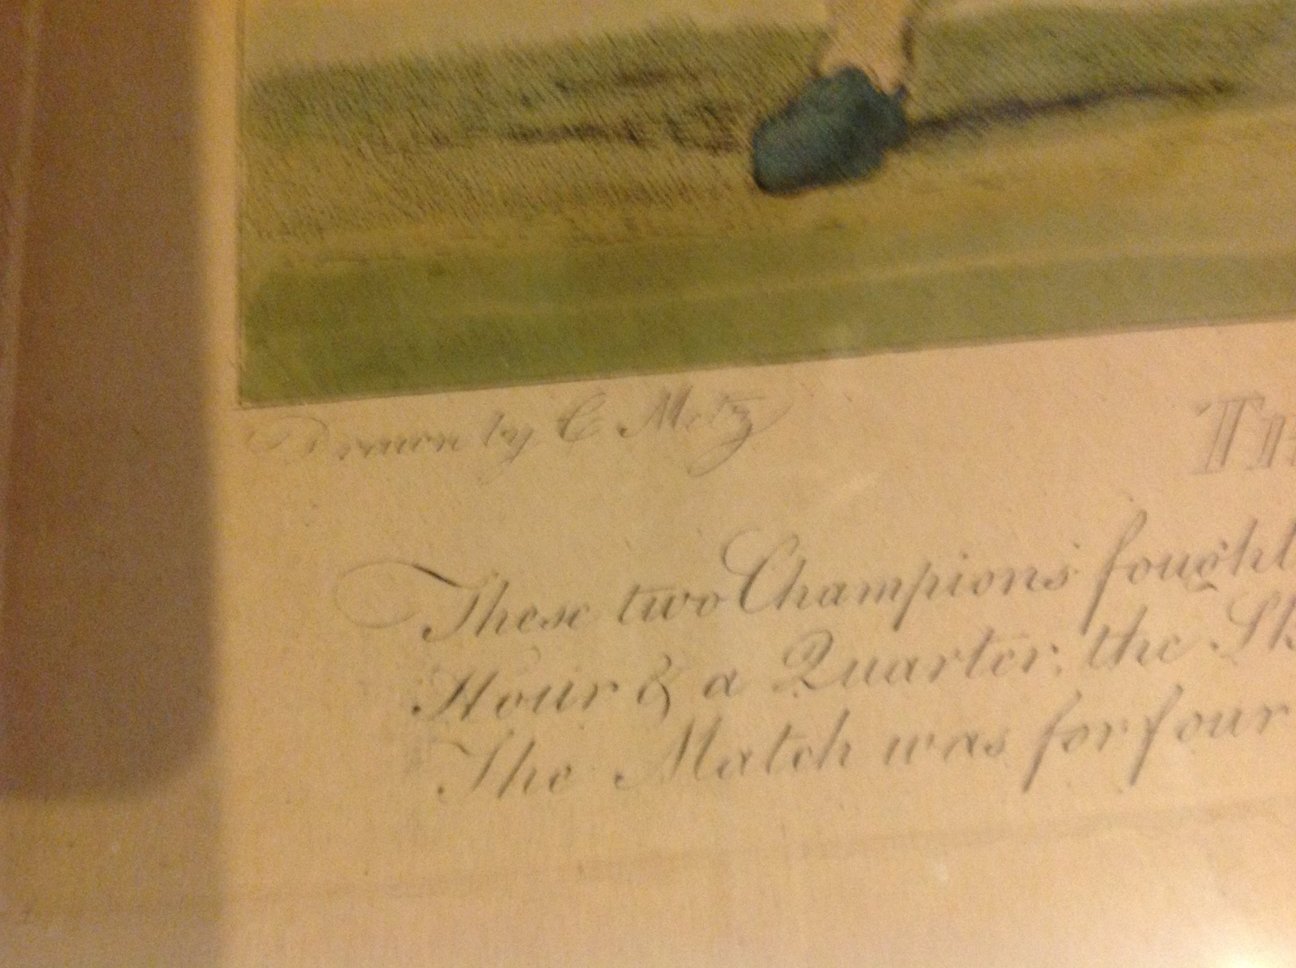 Drawn by C. Metz
These two Champions fought
Hour & a Quarter; the
The Match was for four